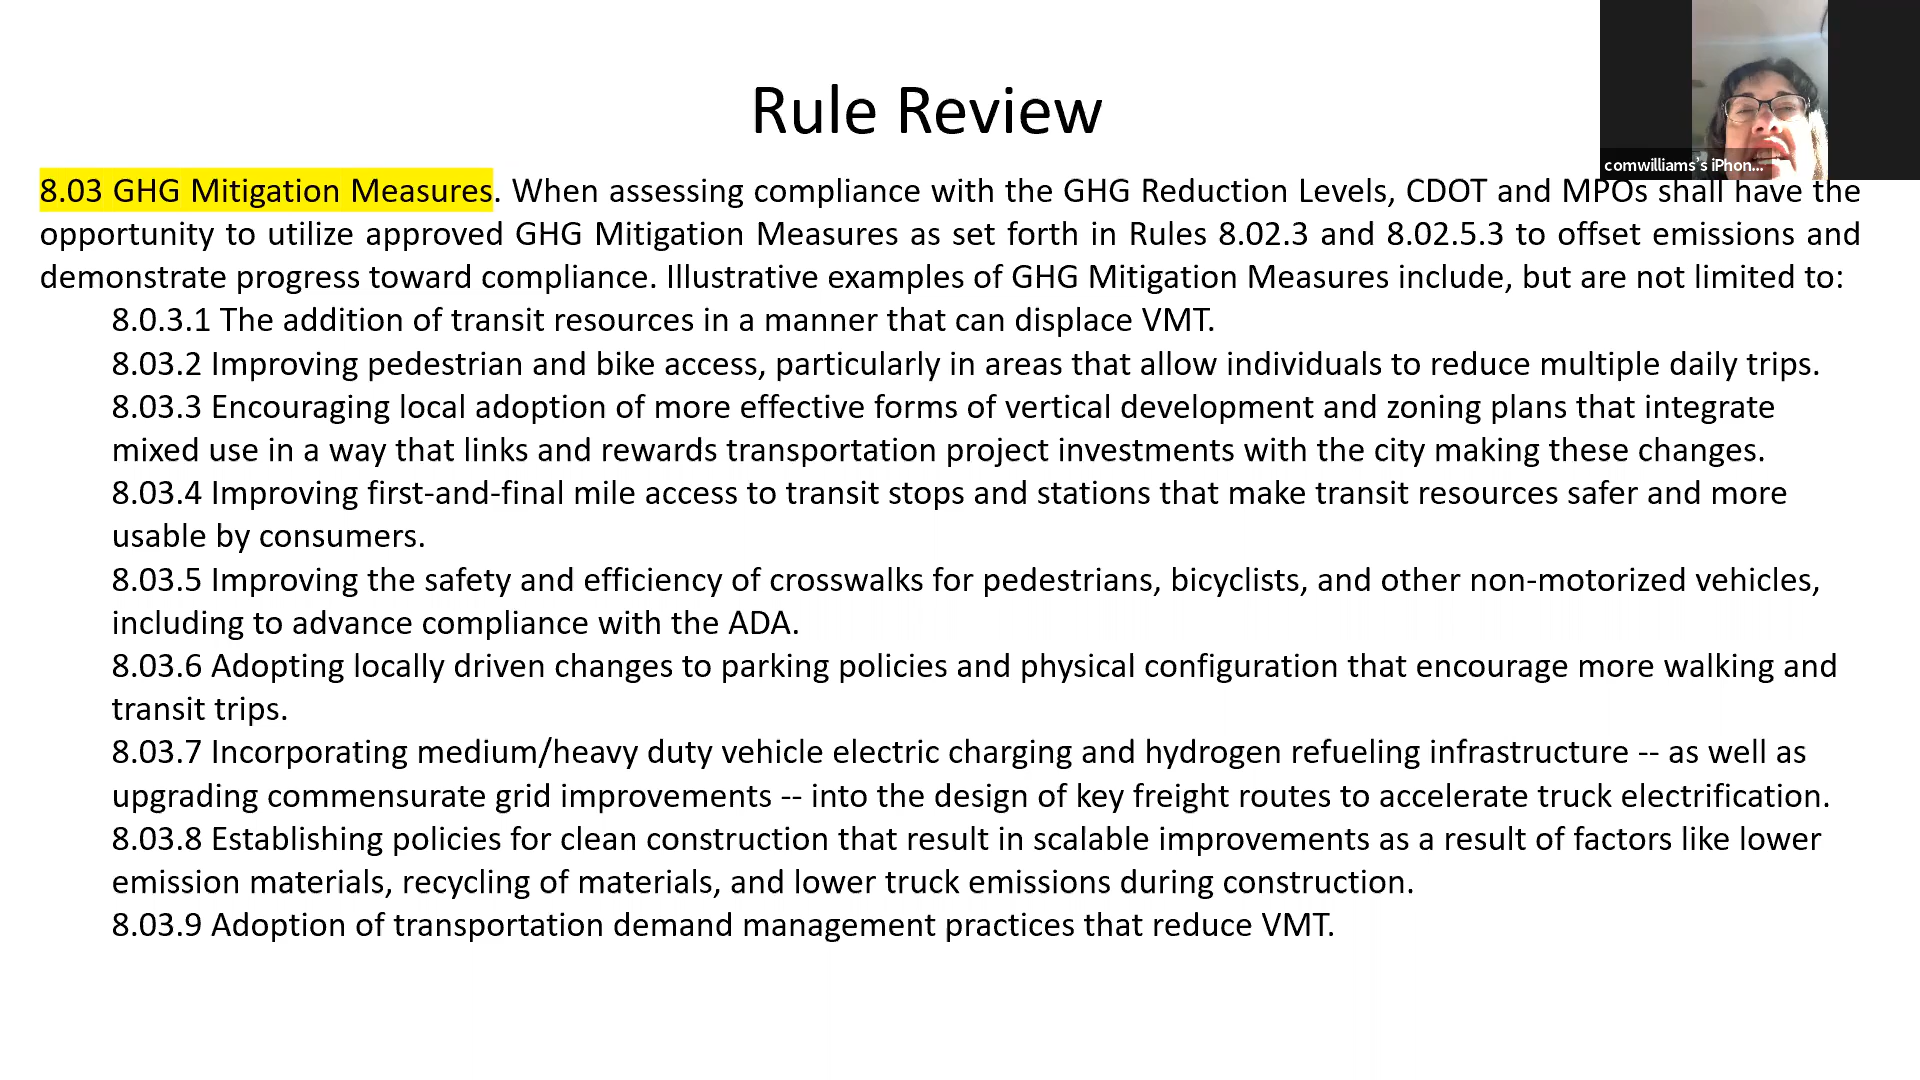 Rule Review
comwilliams's iPhon...
8.03 GHG Mitigation Measures. When assessing compliance with the GHG Reduction Levels, CDOT and MPOs shall have the
opportunity to utilize approved GHG Mitigation Measures as set forth in Rules 8.02.3 and 8.02.5.3 to offset emissions and
demonstrate progress toward compliance. Illustrative examples of GHG Mitigation Measures include, but are not limited to:
8.0.3.1 The addition of transit resources in a manner that can displace VMT.
8.03.2 Improving pedestrian and bike access, particularly in areas that allow individuals to reduce multiple daily trips.
8.03.3 Encouraging local adoption of more effective forms of vertical development and zoning plans that integrate
mixed use in a way that links and rewards transportation project investments with the city making these changes.
8.03.4 Improving first-and-final mile access to transit stops and stations that make transit resources safer and more
usable by consumers.
8.03.5 Improving the safety and efficiency of crosswalks for pedestrians, bicyclists, and other non-motorized vehicles,
including to advance compliance with the ADA.
8.03.6 Adopting locally driven changes to parking policies and physical configuration that encourage more walking and
transit trips.
8.03.7 Incorporating medium/heavy duty vehicle electric charging and hydrogen refueling infrastructure -- as well as
upgrading commensurate grid improvements -- into the design of key freight routes to accelerate truck electrification.
8.03.8 Establishing policies for clean construction that result in scalable improvements as a result of factors like lower
emission materials, recycling of materials, and lower truck emissions during construction.
8.03.9 Adoption of transportation demand management practices that reduce VMT.